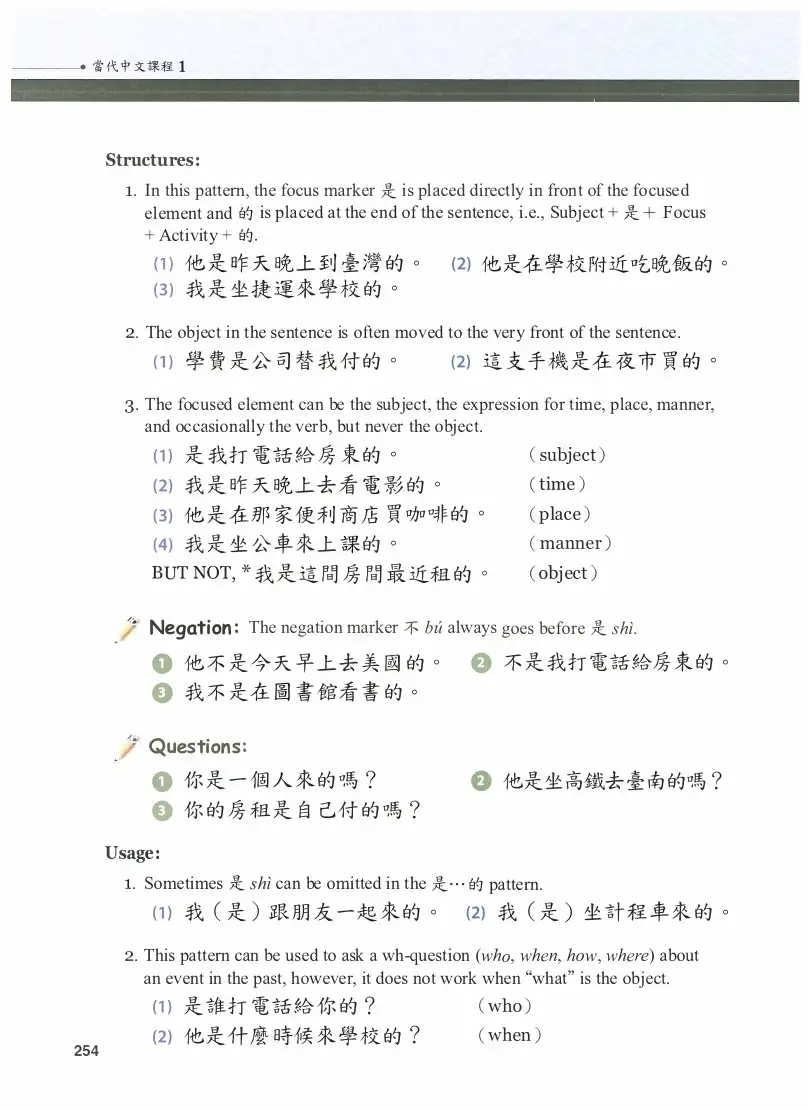 當代中文課程 1
Structures:
1. In this pattern, the focus marker 是 is placed directly in front of the focused
element and 的 is placed at the end of the sentence, i.e., Subject + 是 + Focus
+ Activity + 的.
(1) 他是昨天晚上到臺灣的。 (2) 他是在學校附近吃晚飯的。
(3) 我是坐捷運來學校的。
2. The object in the sentence is often moved to the very front of the sentence.
(1) 學費是公司替我付的。 (2) 這支手機是在夜市買的。
3. The focused element can be the subject, the expression for time, place, manner,
and occasionally the verb, but never the object.
(1) 是我打電話給房東的。 (subject)
(2) 我是昨天晚上去看電影的。 (time)
(3) 他是在那家便利商店買咖啡的。 (place)
(4) 我是坐公車來上課的。 (manner)
BUT NOT, *我是這間房間最近租的。 (object)
Negation: The negation marker 不 bú always goes before 是 shì.
1 他不是今天早上去美國的。 2 不是我打電話給房東的。
3 我不是在圖書館看書的。
Questions:
1 你是一個人來的嗎？ 2 他是坐高鐵去臺南的嗎？
3 你的房租是自己付的嗎？
Usage:
1. Sometimes 是 shì can be omitted in the 是…的 pattern.
(1) 我（是）跟朋友一起來的。 (2) 我（是）坐計程車來的。
2. This pattern can be used to ask a wh-question (who, when, how, where) about
an event in the past, however, it does not work when “what” is the object.
(1) 是誰打電話給你的？ (who)
(2) 他是什麼時候來學校的？ (when)
254